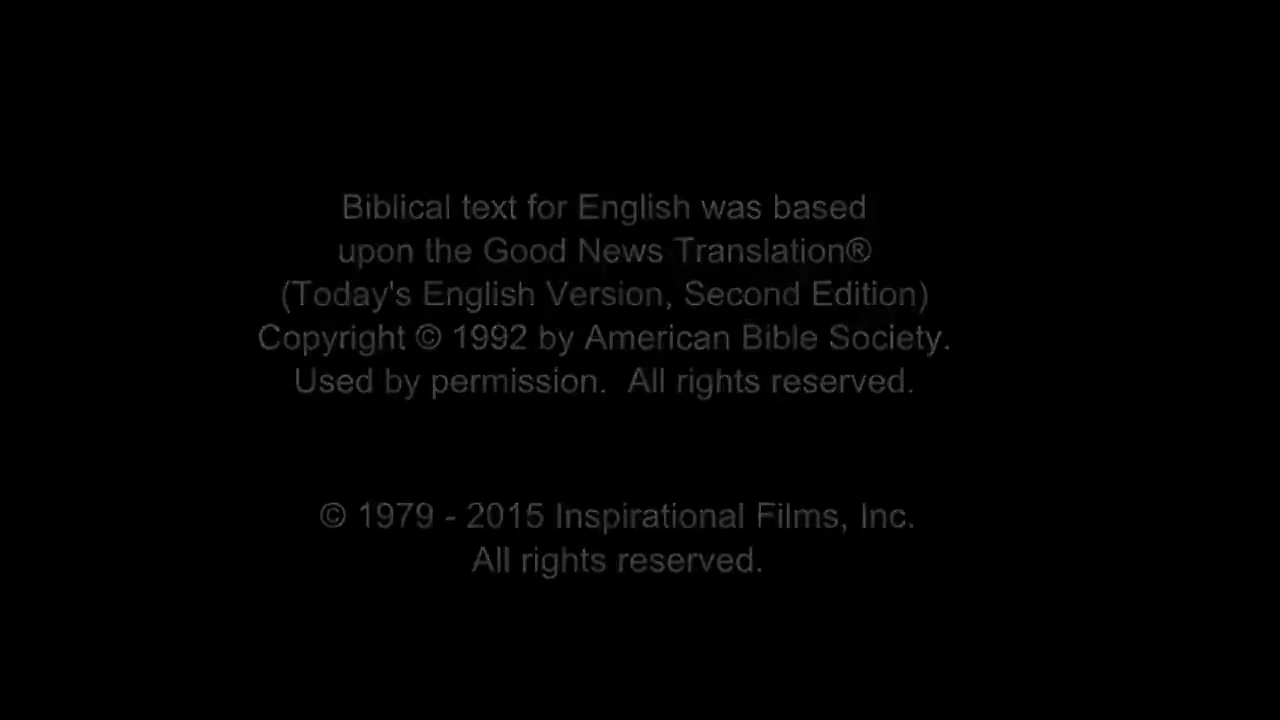 Biblical text for English was based
upon the Good News Translation®
(Today's English Version, Second Edition)
Copyright © 1992 by American Bible Society.
Used by permission.  All rights reserved.
© 1979 - 2015 Inspirational Films, Inc.
All rights reserved.